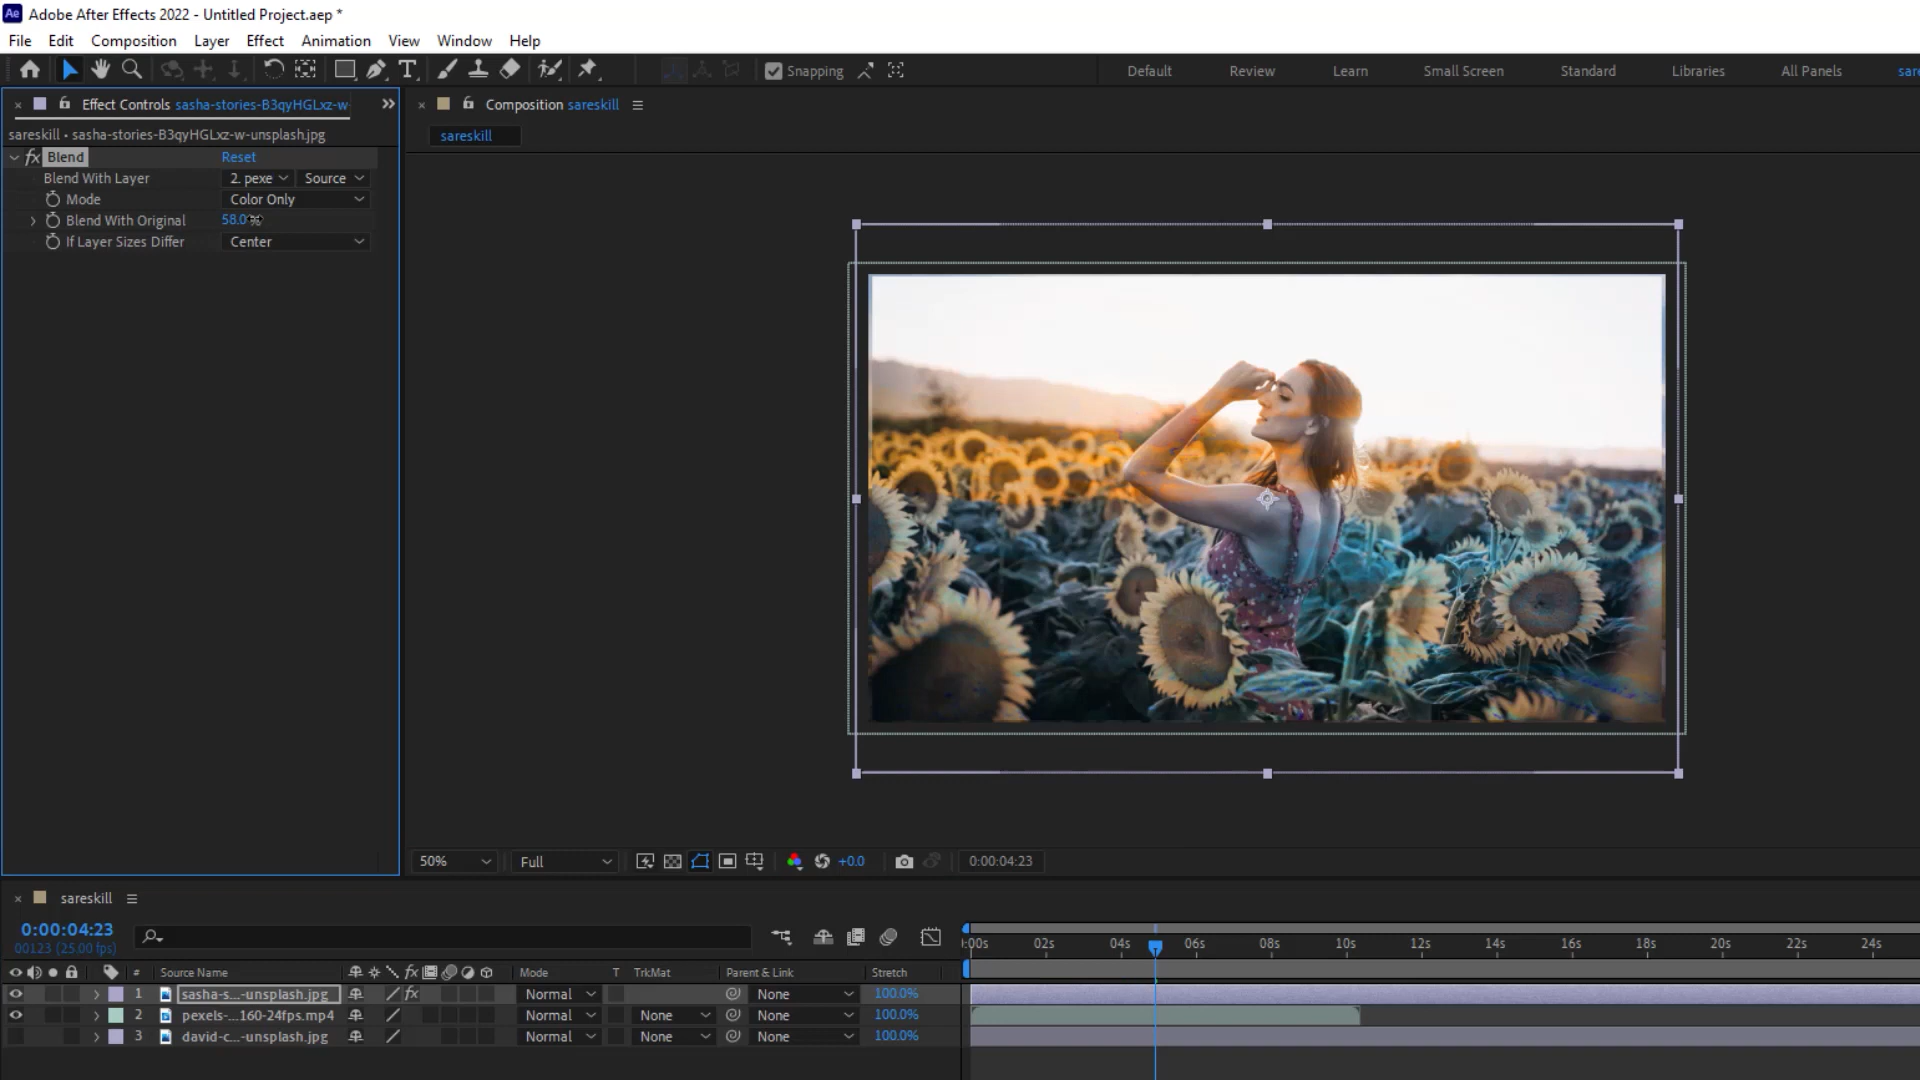 Ae Adobe After Effects 2022 - Untitled Project.aep *
File Edit Composition Layer Effect Animation View Window Help
T Snapping Default Review Learn Small Screen Standard Libraries All Panels sare
× Effect Controls sasha-stories-B3qyHGLxz-w- »
× Composition sareskill
sareskill • sasha-stories-B3qyHGLxz-w-unsplash.jpg
sareskill
fx Blend Reset
Blend With Layer 2. pexe Source
Mode Color Only
Blend With Original 58.0
If Layer Sizes Differ Center
50% Full +0.0 0:00:04:23
× sareskill
0:00:04:23
00123 (25.00 fps)
:00s 02s 04s 06s 08s 10s 12s 14s 16s 18s 20s 22s 24s
# Source Name fx Mode T TrkMat Parent & Link Stretch
1 sasha-s...-unsplash.jpg fx Normal None 100.0%
2 pexels-...160-24fps.mp4 Normal None None 100.0%
3 david-c...-unsplash.jpg Normal None None 100.0%